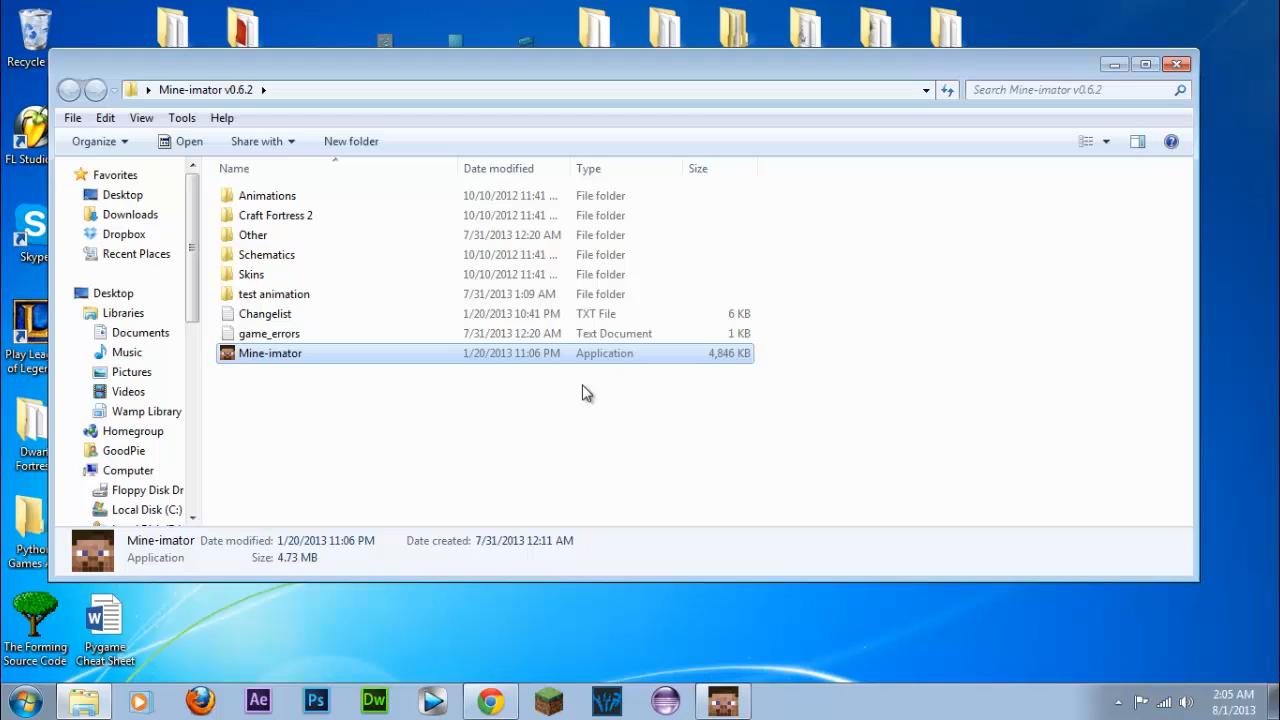 Recycle
FL Studi
Skype
Play Lea
of Legen
Dwar
Fortres
Python
Games A
The Forming
Source Code
Pygame
Cheat Sheet
Mine-imator v0.6.2
Search Mine-imator v0.6.2
File Edit View Tools Help
Organize Open Share with New folder
Favorites
Desktop
Downloads
Dropbox
Recent Places
Desktop
Libraries
Documents
Music
Pictures
Videos
Wamp Library
Homegroup
GoodPie
Computer
Floppy Disk Dr
Local Disk (C:)
Name Date modified Type Size
Animations 10/10/2012 11:41 ... File folder
Craft Fortress 2 10/10/2012 11:41 ... File folder
Other 7/31/2013 12:20 AM File folder
Schematics 10/10/2012 11:41 ... File folder
Skins 10/10/2012 11:41 ... File folder
test animation 7/31/2013 1:09 AM File folder
Changelist 1/20/2013 10:41 PM TXT File 6 KB
game_errors 7/31/2013 12:20 AM Text Document 1 KB
Mine-imator 1/20/2013 11:06 PM Application 4,846 KB
Mine-imator Date modified: 1/20/2013 11:06 PM Date created: 7/31/2013 12:11 AM
Application Size: 4.73 MB
Ae Ps Dw
2:05 AM
8/1/2013